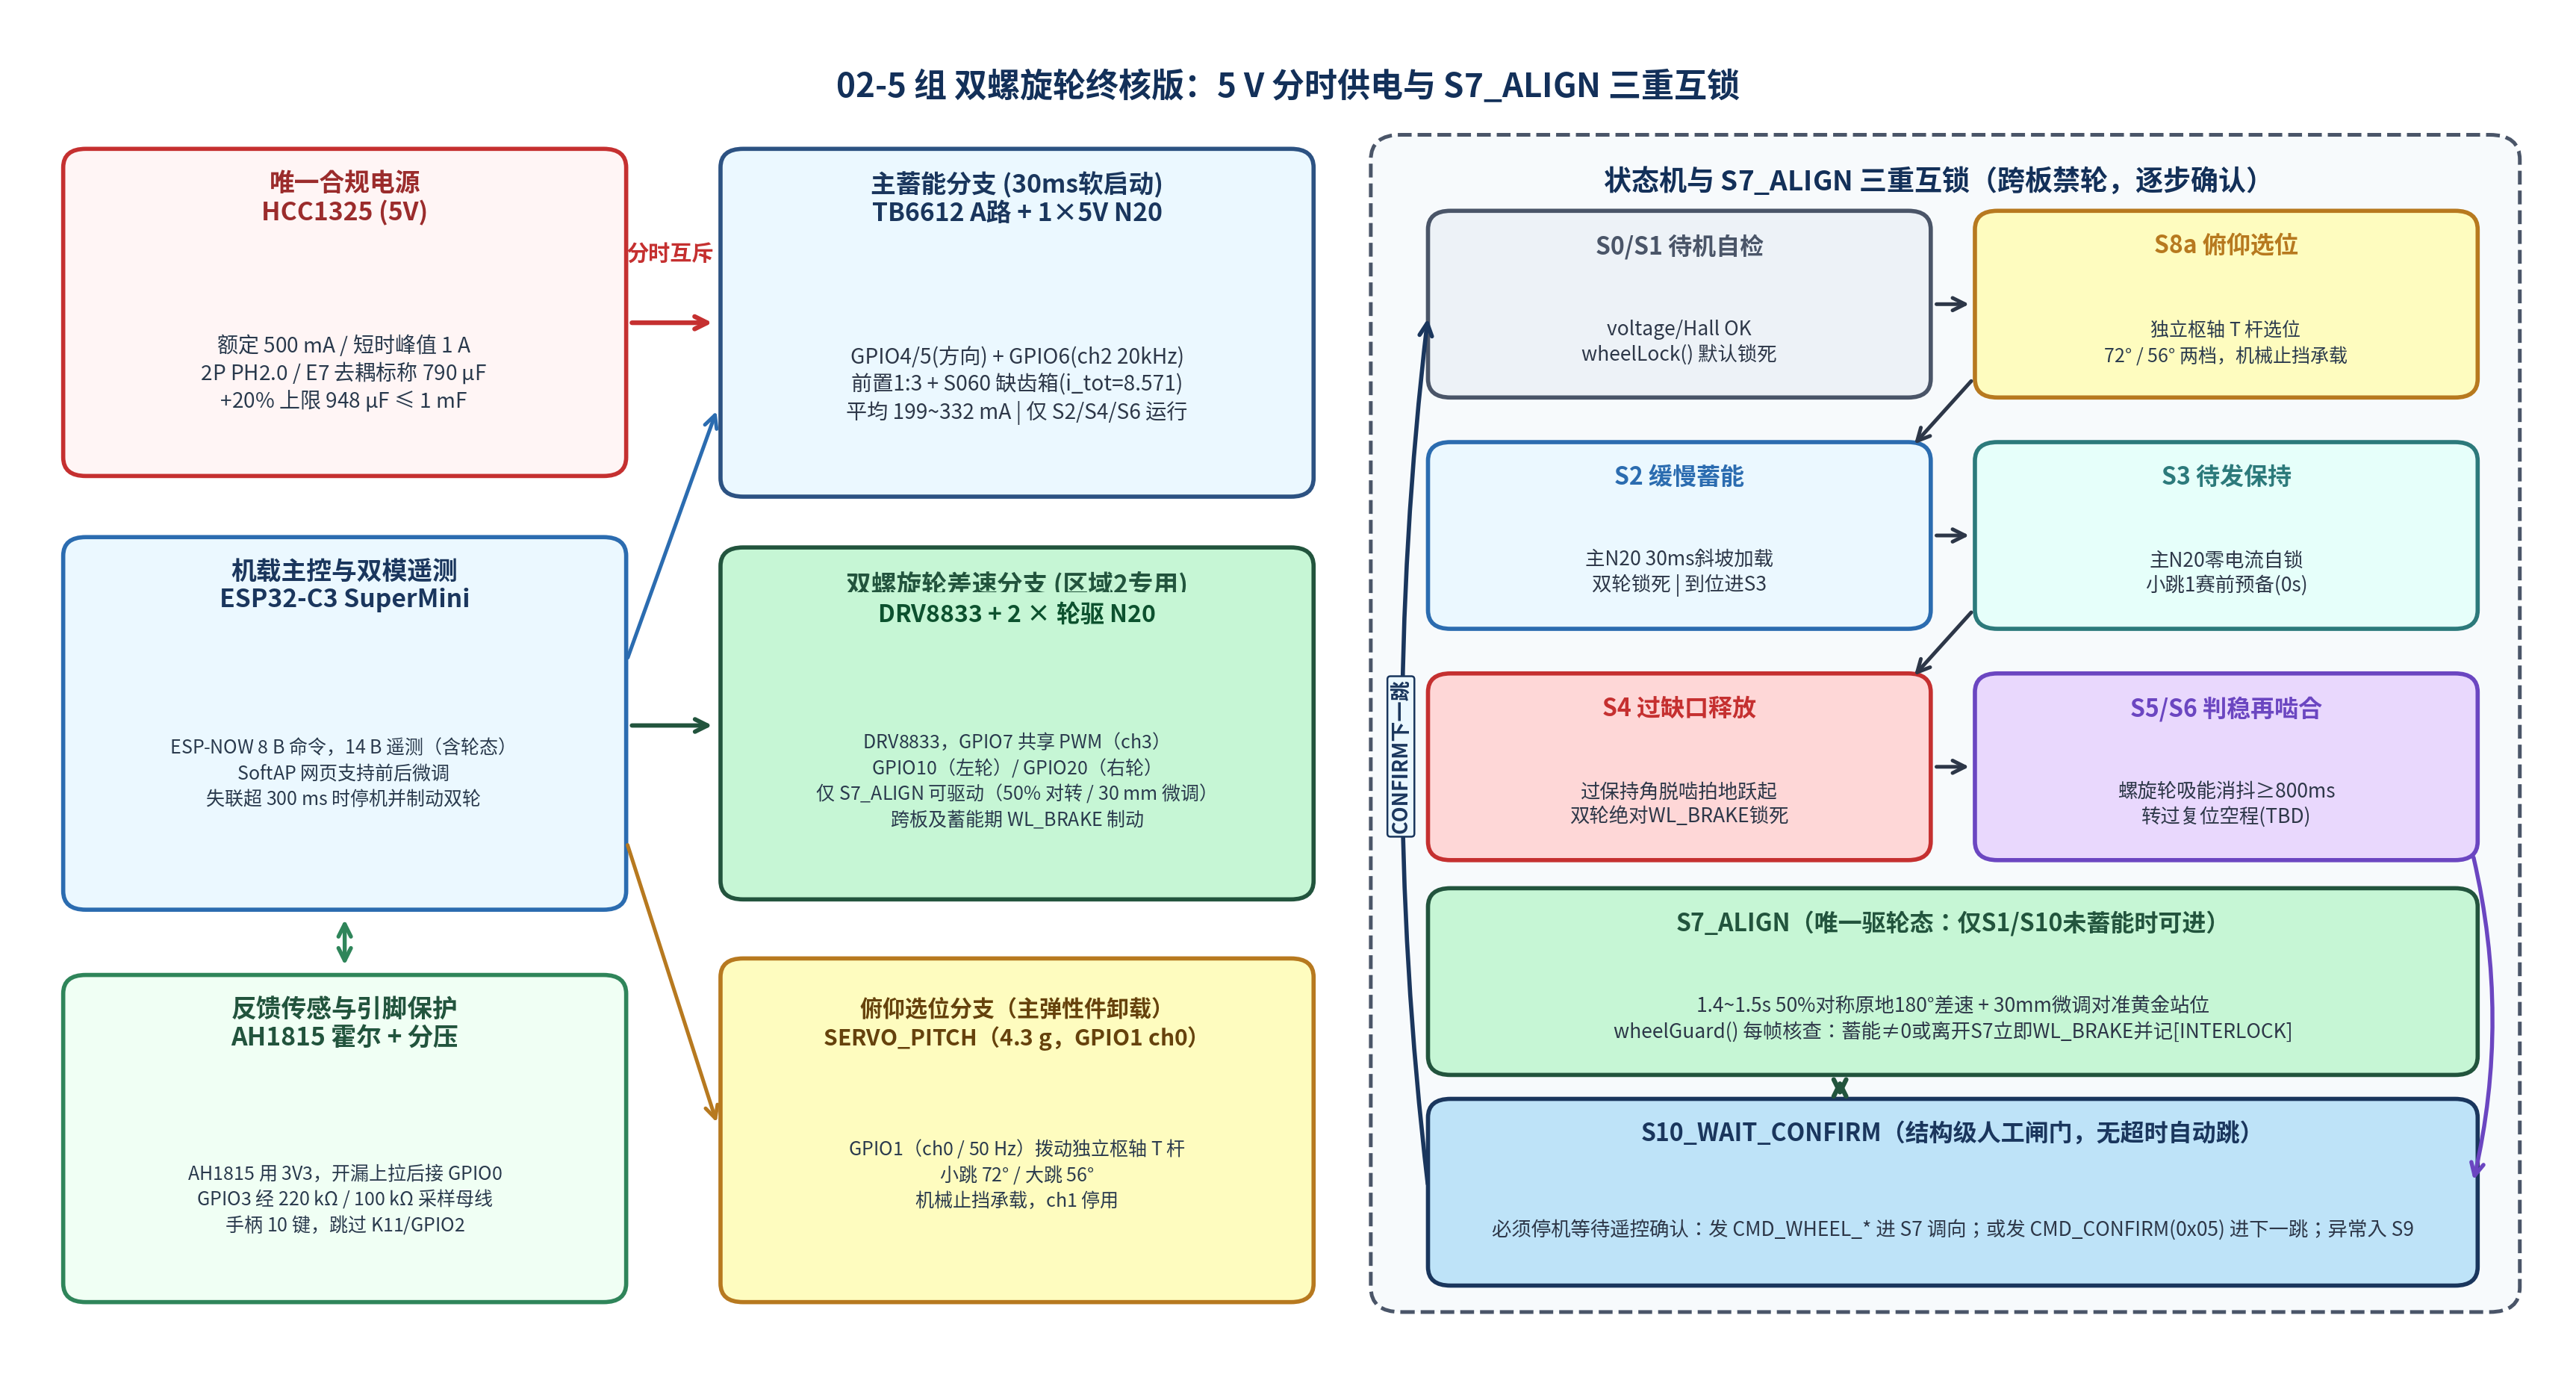 02-5 组 双螺旋轮终核版：5 V 分时供电与 S7_ALIGN 三重互锁
唯一合规电源
HCC1325 (5V)
额定 500 mA / 短时峰值 1 A
2P PH2.0 / E7 去耦标称 790 μF
+20% 上限 948 μF ≤ 1 mF
分时互斥
主蓄能分支 (30ms软启动)
TB6612 A路 + 1×5V N20
GPIO4/5(方向) + GPIO6(ch2 20kHz)
前置1:3 + S060 缺齿箱(i_tot=8.571)
平均 199~332 mA | 仅 S2/S4/S6 运行
机载主控与双模遥测
ESP32-C3 SuperMini
ESP-NOW 8 B 命令，14 B 遥测（含轮态）
SoftAP 网页支持前后微调
失联超 300 ms 时停机并制动双轮
双螺旋轮差速分支 (区域2专用)
DRV8833 + 2 × 轮驱 N20
DRV8833，GPIO7 共享 PWM（ch3）
GPIO10（左轮）/ GPIO20（右轮）
仅 S7_ALIGN 可驱动（50% 对转 / 30 mm 微调）
跨板及蓄能期 WL_BRAKE 制动
反馈传感与引脚保护
AH1815 霍尔 + 分压
AH1815 用 3V3，开漏上拉后接 GPIO0
GPIO3 经 220 kΩ / 100 kΩ 采样母线
手柄 10 键，跳过 K11/GPIO2
俯仰选位分支（主弹性件卸载）
SERVO_PITCH（4.3 g，GPIO1 ch0）
GPIO1（ch0 / 50 Hz）拨动独立枢轴 T 杆
小跳 72° / 大跳 56°
机械止挡承载，ch1 停用
状态机与 S7_ALIGN 三重互锁（跨板禁轮，逐步确认）
S0/S1 待机自检
voltage/Hall OK
wheelLock() 默认锁死
S8a 俯仰选位
独立枢轴 T 杆选位
72° / 56° 两档，机械止挡承载
S2 缓慢蓄能
主N20 30ms斜坡加载
双轮锁死 | 到位进S3
S3 待发保持
主N20零电流自锁
小跳1赛前预备(0s)
S4 过缺口释放
过保持角脱啮拍地跃起
双轮绝对WL_BRAKE锁死
S5/S6 判稳再啮合
螺旋轮吸能消抖≥800ms
转过复位空程(TBD)
CONFIRM下一跳
S7_ALIGN（唯一驱轮态：仅S1/S10未蓄能时可进）
1.4~1.5s 50%对称原地180°差速 + 30mm微调对准黄金站位
wheelGuard() 每帧核查：蓄能≠0或离开S7立即WL_BRAKE并记[INTERLOCK]
S10_WAIT_CONFIRM（结构级人工闸门，无超时自动跳）
必须停机等待遥控确认：发 CMD_WHEEL_* 进 S7 调向；或发 CMD_CONFIRM(0x05) 进下一跳；异常入 S9